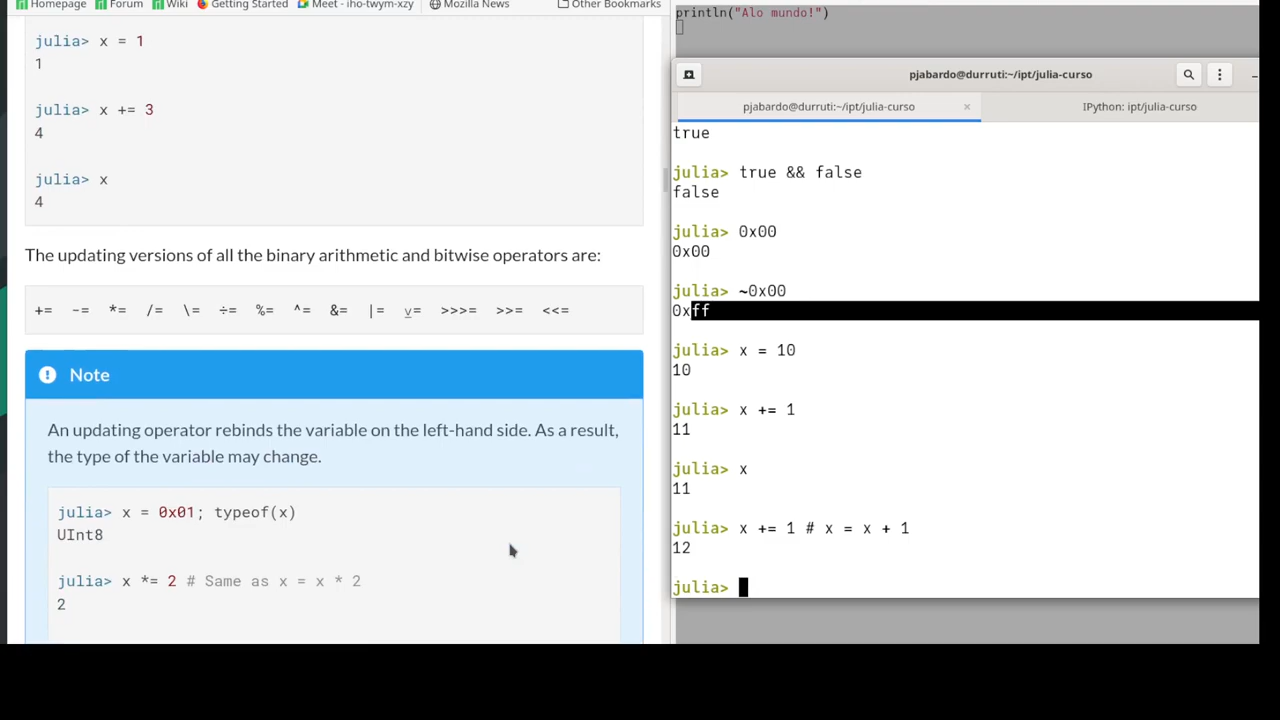 Homepage Forum Wiki Getting Started Meet - iho-twym-xzy Mozilla News Other Bookmarks
julia> x = 1
1
julia> x += 3
4
julia> x
4
The updating versions of all the binary arithmetic and bitwise operators are:
+= -= *= /= \= ÷= %= ^= &= |= ⊻= >>>= >>= <<=
Note
An updating operator rebinds the variable on the left-hand side. As a result,
the type of the variable may change.
julia> x = 0x01; typeof(x)
UInt8
julia> x *= 2 # Same as x = x * 2
2
println("Alo mundo!")
pjabardo@durruti:~/ipt/julia-curso
pjabardo@durruti:~/ipt/julia-curso × IPython: ipt/julia-curso
true
julia> true && false
false
julia> 0x00
0x00
julia> ~0x00
0xff
julia> x = 10
10
julia> x += 1
11
julia> x
11
julia> x += 1 # x = x + 1
12
julia>